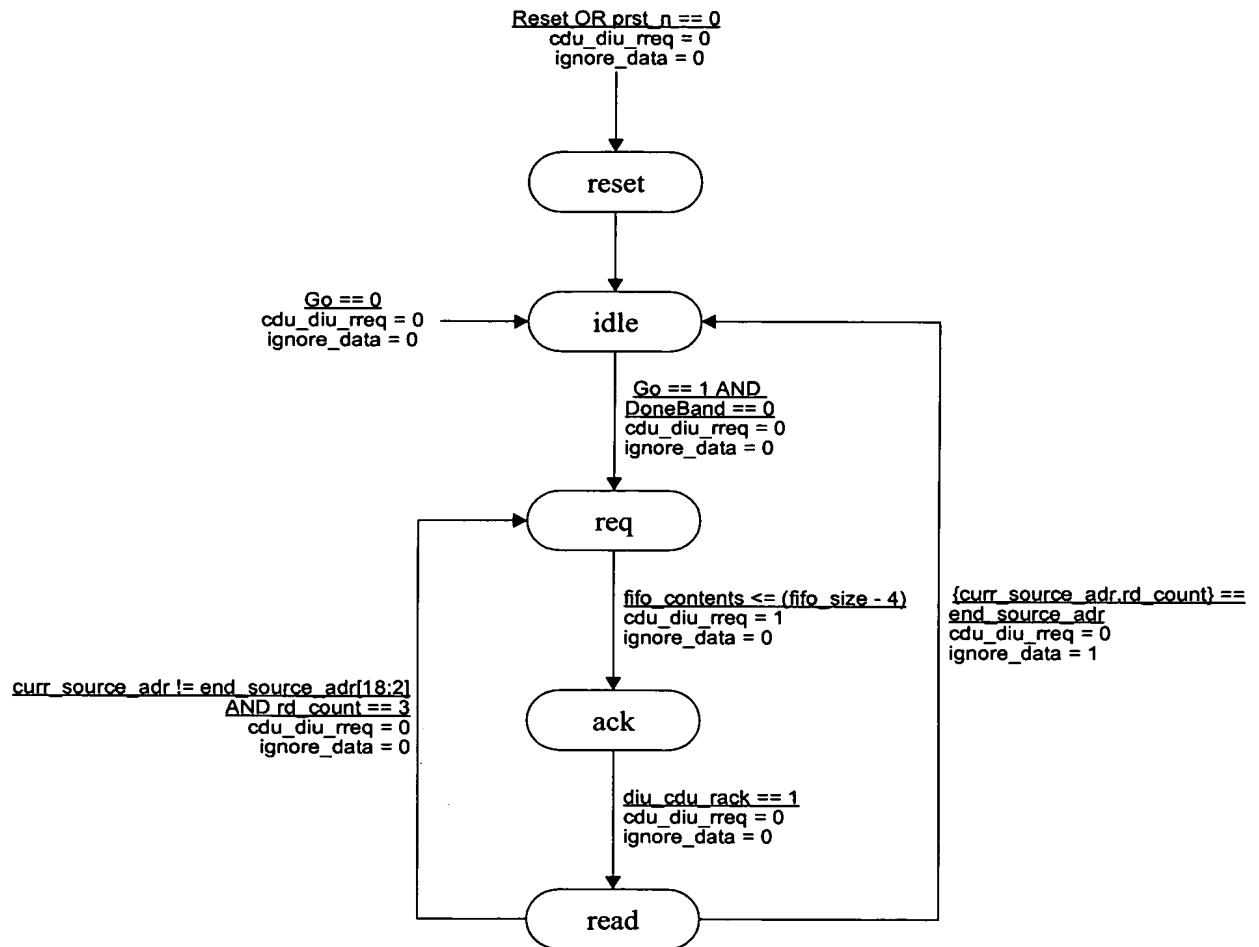 Reset OR prst_n == 0
cdu_diu_rreq = 0
ignore_data = 0
reset
Go == 0
cdu_diu_rreq = 0
ignore_data = 0
idle
Go == 1 AND
DoneBand == 0
cdu_diu_rreq = 0
ignore_data = 0
req
fifo_contents <= (fifo_size - 4)
cdu_diu_rreq = 1
ignore_data = 0
{curr_source_adr,rd_count} ==
end_source_adr
cdu_diu_rreq = 0
ignore_data = 1
curr_source_adr != end_source_adr[18:2]
AND rd_count == 3
cdu_diu_rreq = 0
ignore_data = 0
ack
diu_cdu_rack == 1
cdu_diu_rreq = 0
ignore_data = 0
read